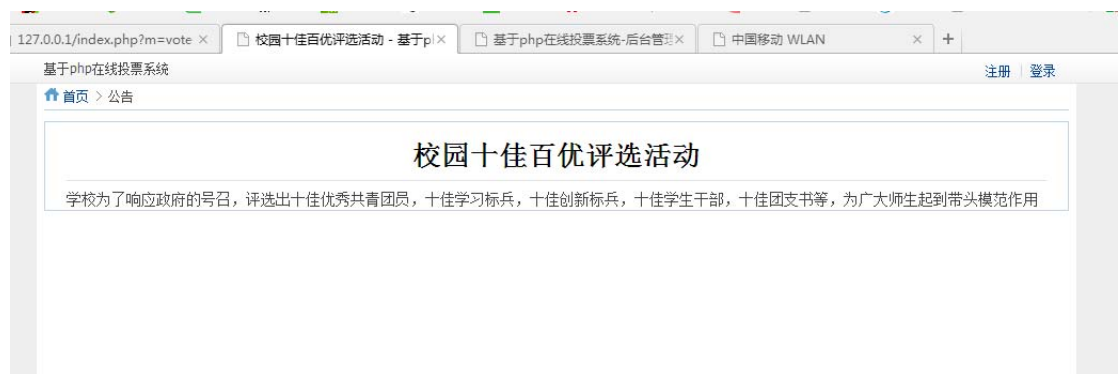 127.0.0.1/index.php?m=vote
校园十佳百优评选活动 - 基于p
基于php在线投票系统-后台管理
中国移动 WLAN
基于php在线投票系统
注册 登录
首页 > 公告
校园十佳百优评选活动
学校为了响应政府的号召，评选出十佳优秀共青团员，十佳学习标兵，十佳创新标兵，十佳学生干部，十佳团支书等，为广大师生起到带头模范作用